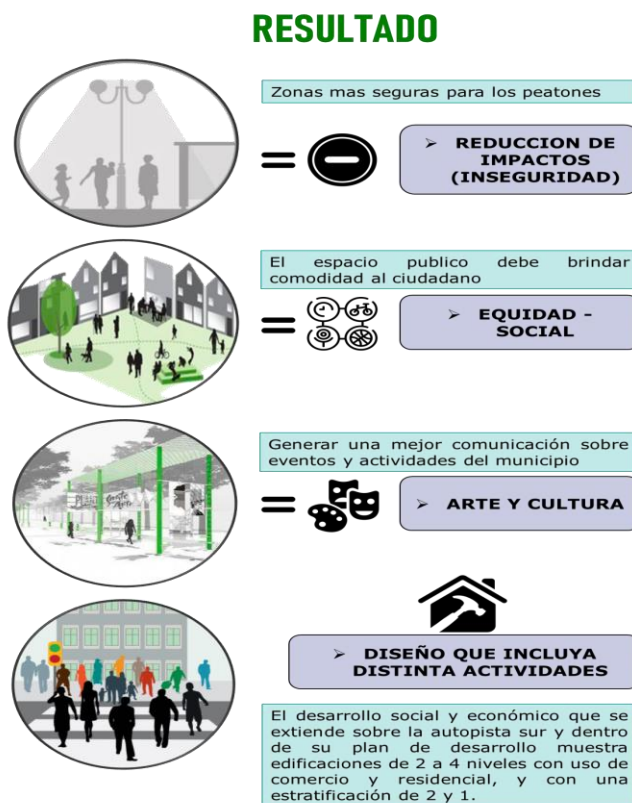 RESULTADO
Zonas mas seguras para los peatones
➢ REDUCCION DE
IMPACTOS
(INSEGURIDAD)
El espacio publico debe brindar
comodidad al ciudadano
➢ EQUIDAD -
SOCIAL
Generar una mejor comunicación sobre
eventos y actividades del municipio
➢ ARTE Y CULTURA
➢ DISEÑO QUE INCLUYA
DISTINTA ACTIVIDADES
El desarrollo social y económico que se
extiende sobre la autopista sur y dentro
de su plan de desarrollo muestra
edificaciones de 2 a 4 niveles con uso de
comercio y residencial, y con una
estratificación de 2 y 1.